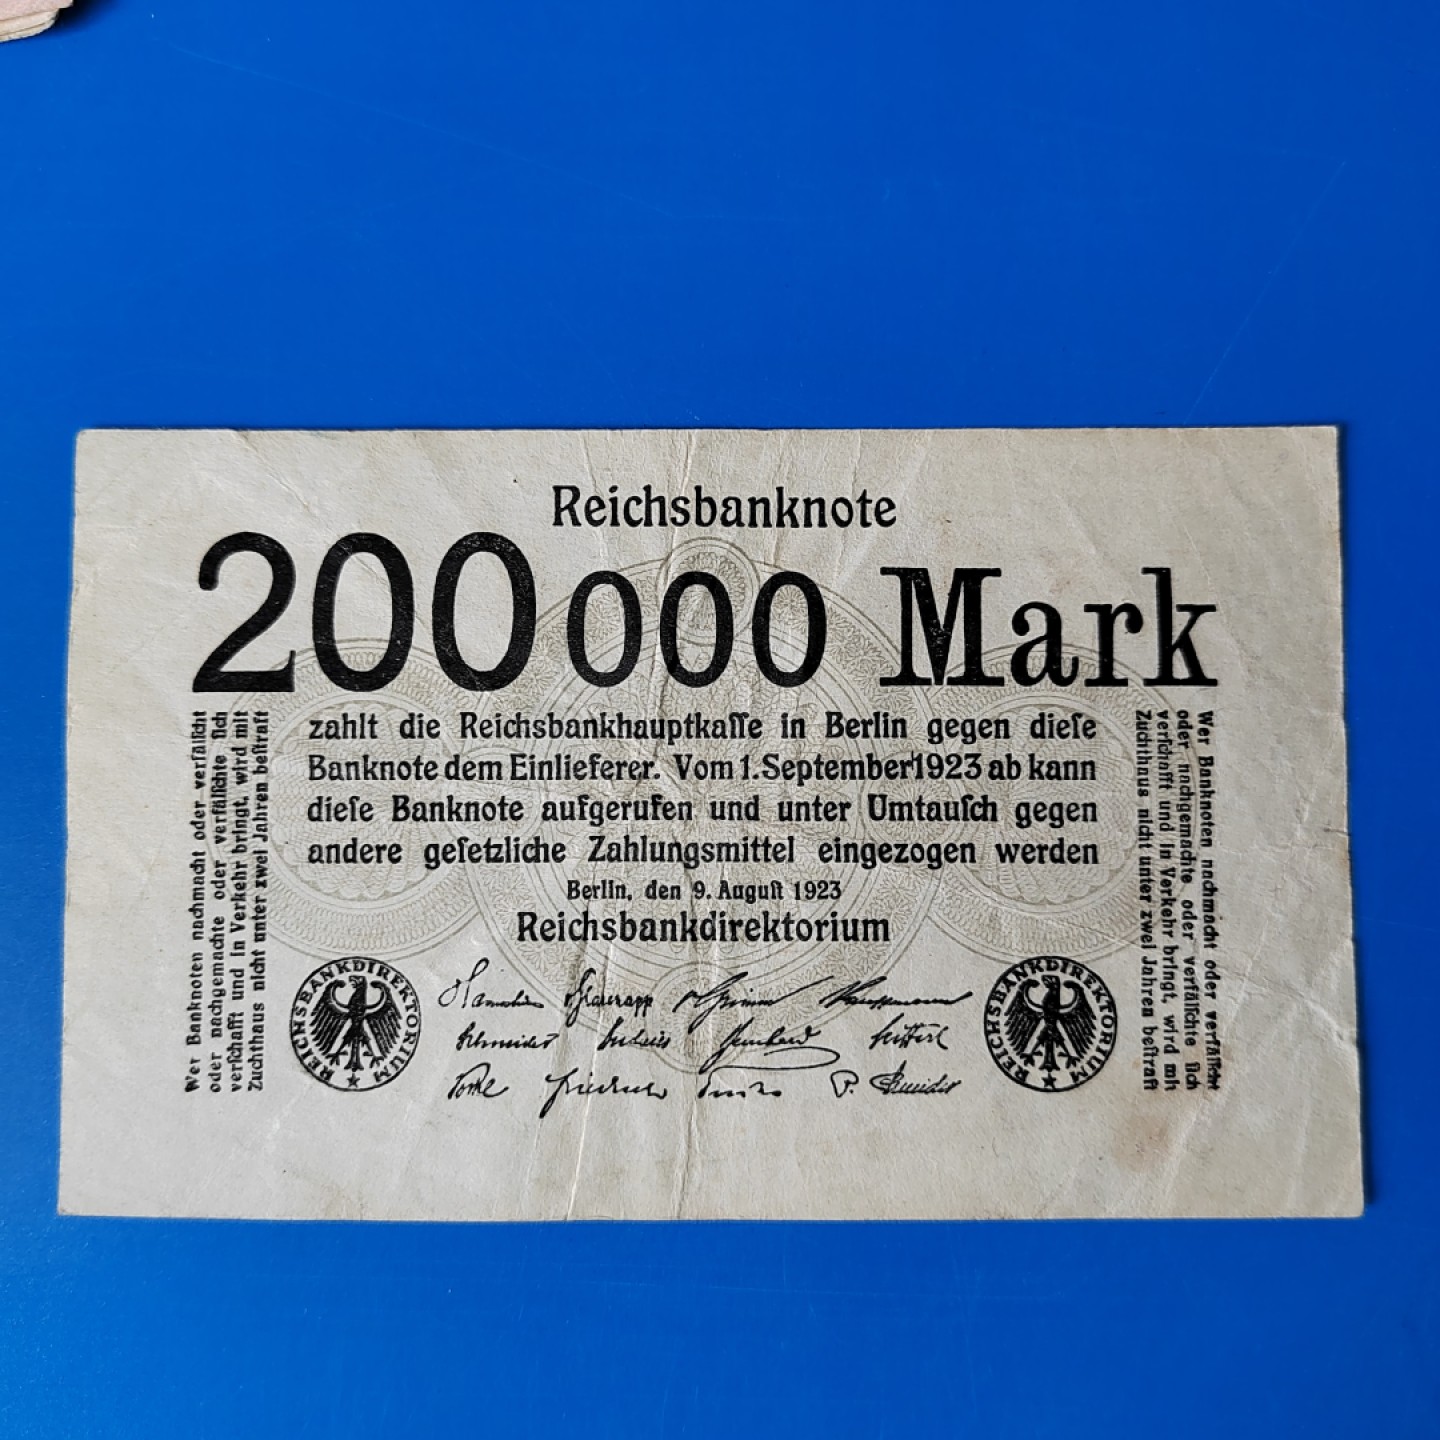 Reichsbanknote
200000 Mark
zahlt die Reichsbankhauptkaſſe in Berlin gegen dieſe
Banknote dem Einlieferer. Vom 1. September 1923 ab kann
dieſe Banknote aufgerufen und unter Umtauſch gegen
andere geſetzliche Zahlungsmittel eingezogen werden
Berlin, den 9. Auguſt 1923
Reichsbankdirektorium
Wer Banknoten nachmacht oder verfälſcht
oder nachgemachte oder verfälſchte ſich
verſchafft und in Verkehr bringt, wird mit
Zuchthaus nicht unter zwei Jahren beſtraft
Wer Banknoten nachmacht oder verfälſcht
oder nachgemachte oder verfälſchte ſich
verſchafft und in Verkehr bringt, wird mit
Zuchthaus nicht unter zwei Jahren beſtraft
REICHSBANKDIREKTORIUM
REICHSBANKDIREKTORIUM
Kauffmann
Schneider
Friedrich
P. Schneider